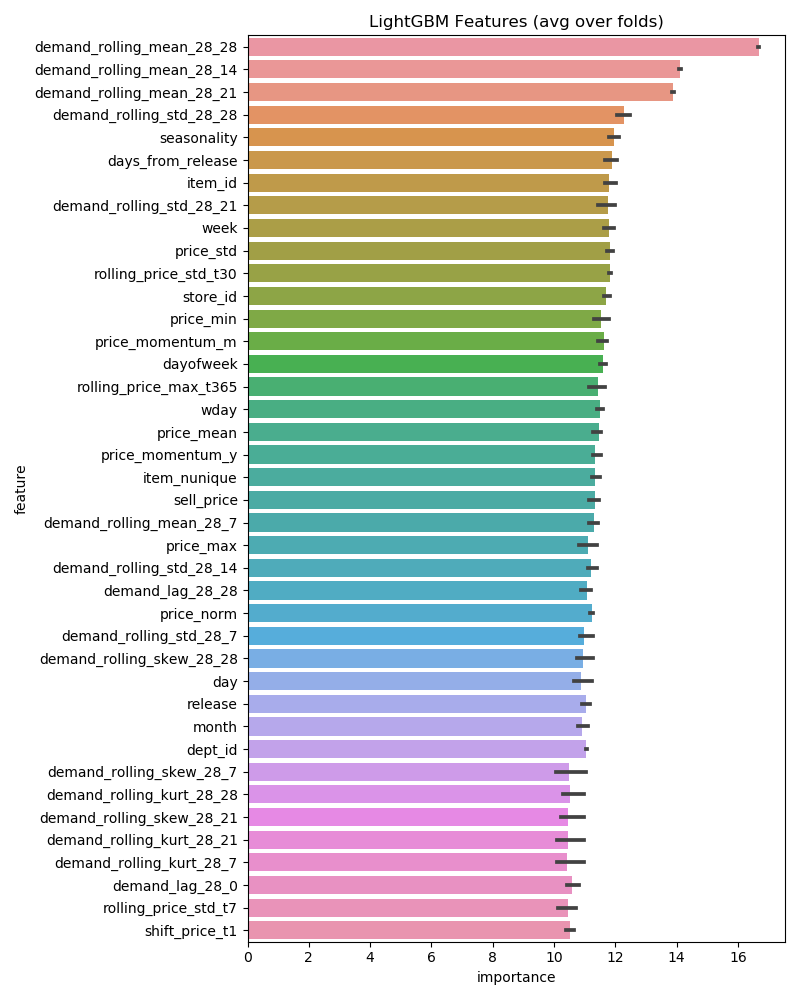 LightGBM Features (avg over folds)
feature
demand_rolling_mean_28_28
demand_rolling_mean_28_14
demand_rolling_mean_28_21
demand_rolling_std_28_28
seasonality
days_from_release
item_id
demand_rolling_std_28_21
week
price_std
rolling_price_std_t30
store_id
price_min
price_momentum_m
dayofweek
rolling_price_max_t365
wday
price_mean
price_momentum_y
item_nunique
sell_price
demand_rolling_mean_28_7
price_max
demand_rolling_std_28_14
demand_lag_28_28
price_norm
demand_rolling_std_28_7
demand_rolling_skew_28_28
day
release
month
dept_id
demand_rolling_skew_28_7
demand_rolling_kurt_28_28
demand_rolling_skew_28_21
demand_rolling_kurt_28_21
demand_rolling_kurt_28_7
demand_lag_28_0
rolling_price_std_t7
shift_price_t1
0 2 4 6 8 10 12 14 16
importance